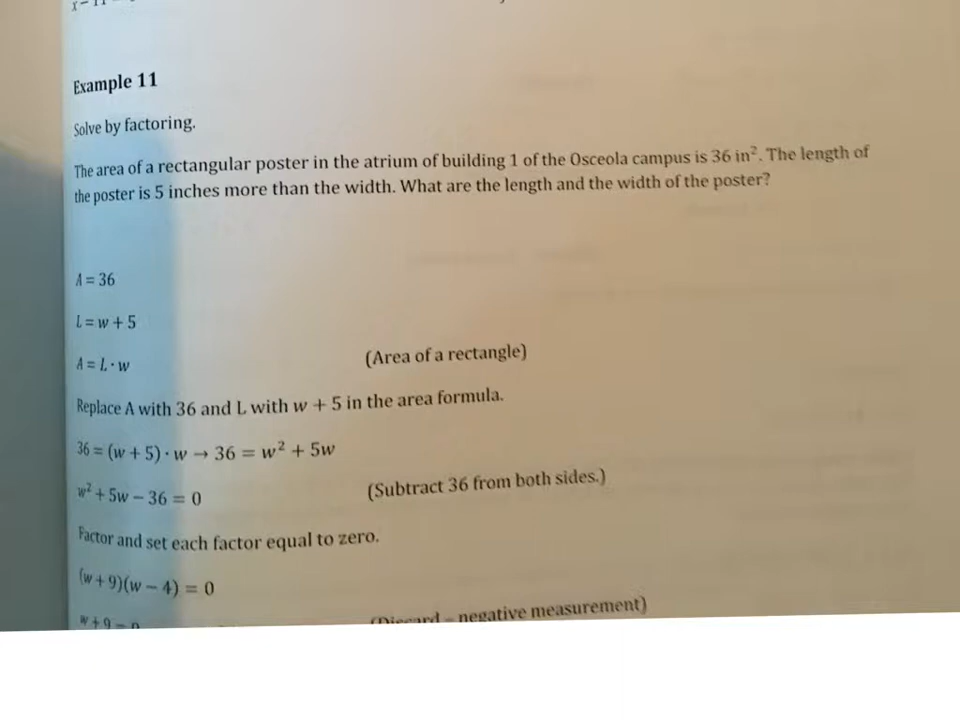 Example 11
Solve by factoring.
The area of a rectangular poster in the atrium of building 1 of the Osceola campus is 36 in². The length of
the poster is 5 inches more than the width. What are the length and the width of the poster?
A = 36
L = w + 5
A = L · w (Area of a rectangle)
Replace A with 36 and L with w + 5 in the area formula.
36 = (w + 5) · w → 36 = w² + 5w
w² + 5w − 36 = 0 (Subtract 36 from both sides.)
Factor and set each factor equal to zero.
(w + 9)(w − 4) = 0
w + 9 = 0 (Discard – negative measurement)